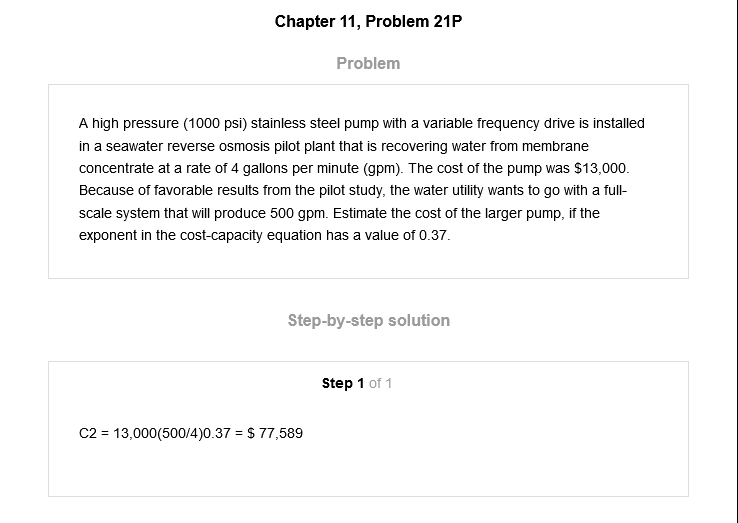 Chapter 11, Problem 21P
Problem
A high pressure (1000 psi) stainless steel pump with a variable frequency drive is installed
in a seawater reverse osmosis pilot plant that is recovering water from membrane
concentrate at a rate of 4 gallons per minute (gpm). The cost of the pump was $13,000.
Because of favorable results from the pilot study, the water utility wants to go with a full-
scale system that will produce 500 gpm. Estimate the cost of the larger pump, if the
exponent in the cost-capacity equation has a value of 0.37.
Step-by-step solution
Step 1 of 1
C2 = 13,000(500/4)0.37 = $ 77,589